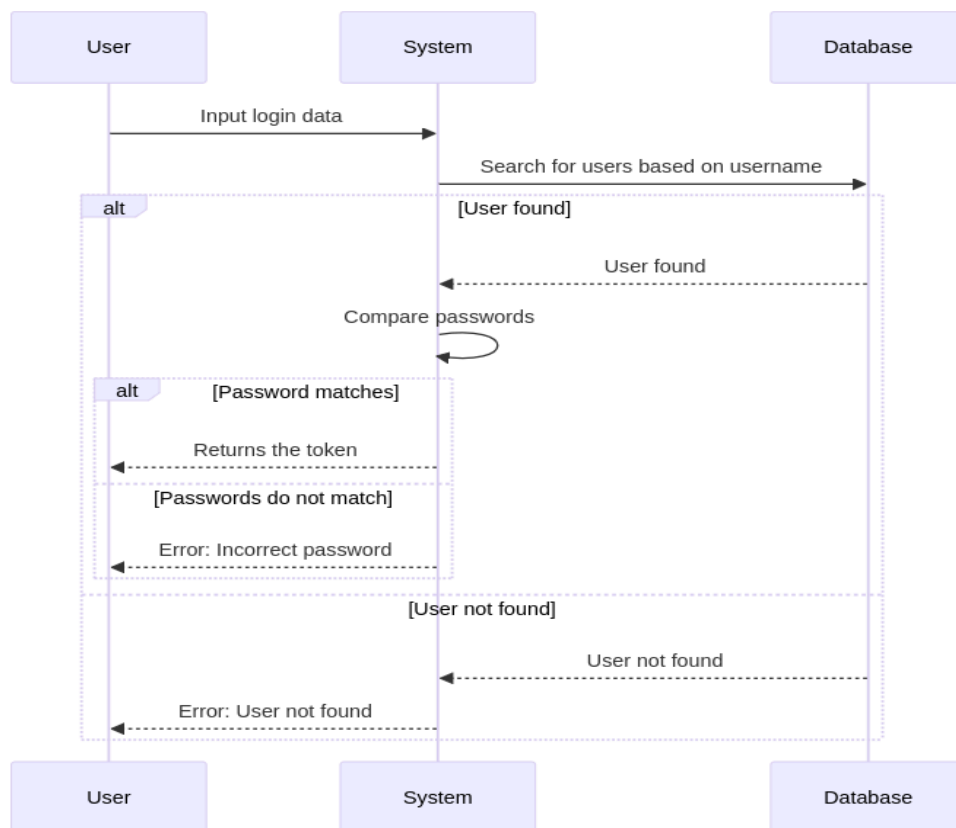 User System Database
Input login data
Search for users based on username
alt [User found]
User found
Compare passwords
alt [Password matches]
Returns the token
[Passwords do not match]
Error: Incorrect password
[User not found]
User not found
Error: User not found
User System Database